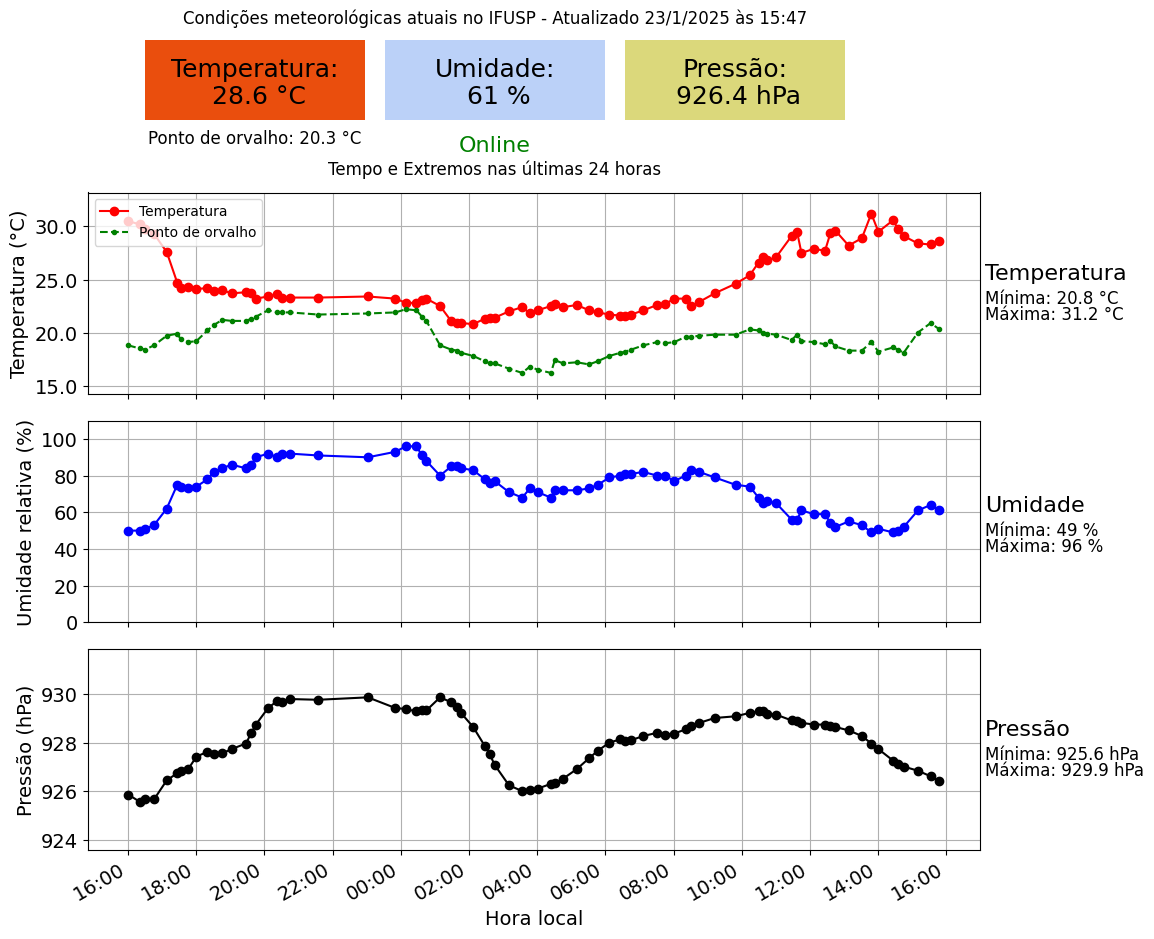 Condições meteorológicas atuais no IFUSP - Atualizado 23/1/2025 às 15:47
Temperatura:
28.6 °C
Umidade:
61 %
Pressão:
926.4 hPa
Ponto de orvalho: 20.3 °C
Online
Tempo e Extremos nas últimas 24 horas
Temperatura (°C)
30.0
25.0
20.0
15.0
Temperatura
Ponto de orvalho
Temperatura
Mínima: 20.8 °C
Máxima: 31.2 °C
Umidade relativa (%)
100
80
60
40
20
0
Umidade
Mínima: 49 %
Máxima: 96 %
Pressão (hPa)
930
928
926
924
Pressão
Mínima: 925.6 hPa
Máxima: 929.9 hPa
16:00 18:00 20:00 22:00 00:00 02:00 04:00 06:00 08:00 10:00 12:00 14:00 16:00
Hora local